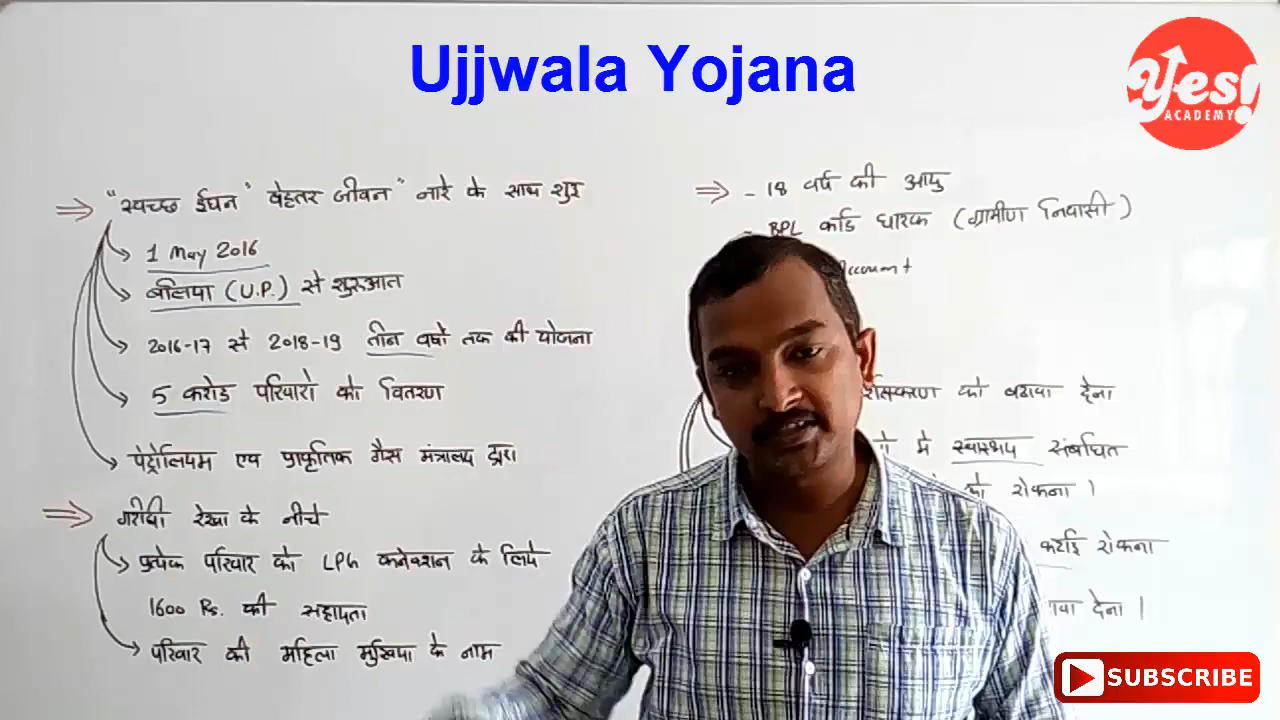 Ujjwala Yojana
Yes!
ACADEMY
"स्वच्छ ईंधन" बेहतर जीवन" नारे के साथ शुरू
1 May 2016
बलिया (U.P.) से शुरुआत
2016-17 से 2018-19 तीन वर्षो तक की योजना
5 करोड परिवारो को वितरण
पेट्रोलियम एव प्राकृतिक गैस मंत्रालय द्वारा
गरीबी रेखा के नीचे
प्रत्येक परिवार को LPG कनेक्शन के लिये
1600 Rs. की सहायता
परिवार की महिला मुखिया के नाम
- 18 वर्ष की आयु
- BPL कार्ड धारक (ग्रामीण निवासी)
को बढावा देना
मे स्वास्थय संबंधित
को रोकना।
कटाई रोकना
देना।
SUBSCRIBE